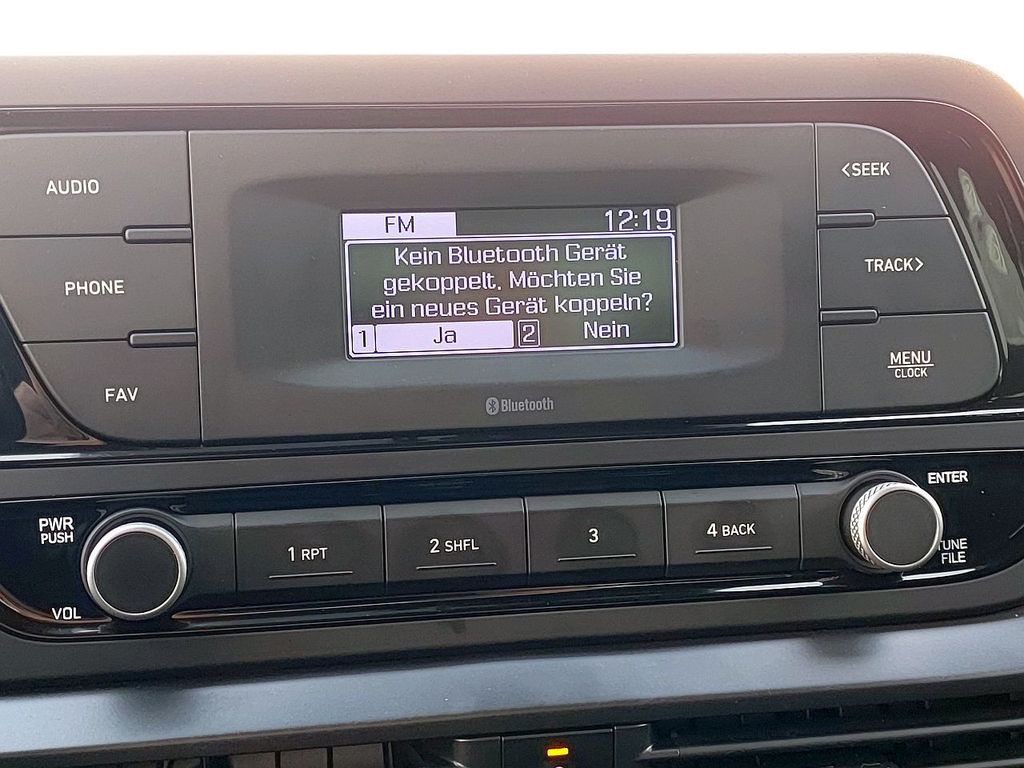 AUDIO
PHONE
FAV
FM 12:19
Kein Bluetooth Gerät
gekoppelt. Möchten Sie
ein neues Gerät koppeln?
1 Ja 2 Nein
Bluetooth
<SEEK
TRACK>
MENU
CLOCK
PWR
PUSH
VOL
1 RPT
2 SHFL
3
4 BACK
ENTER
TUNE
FILE